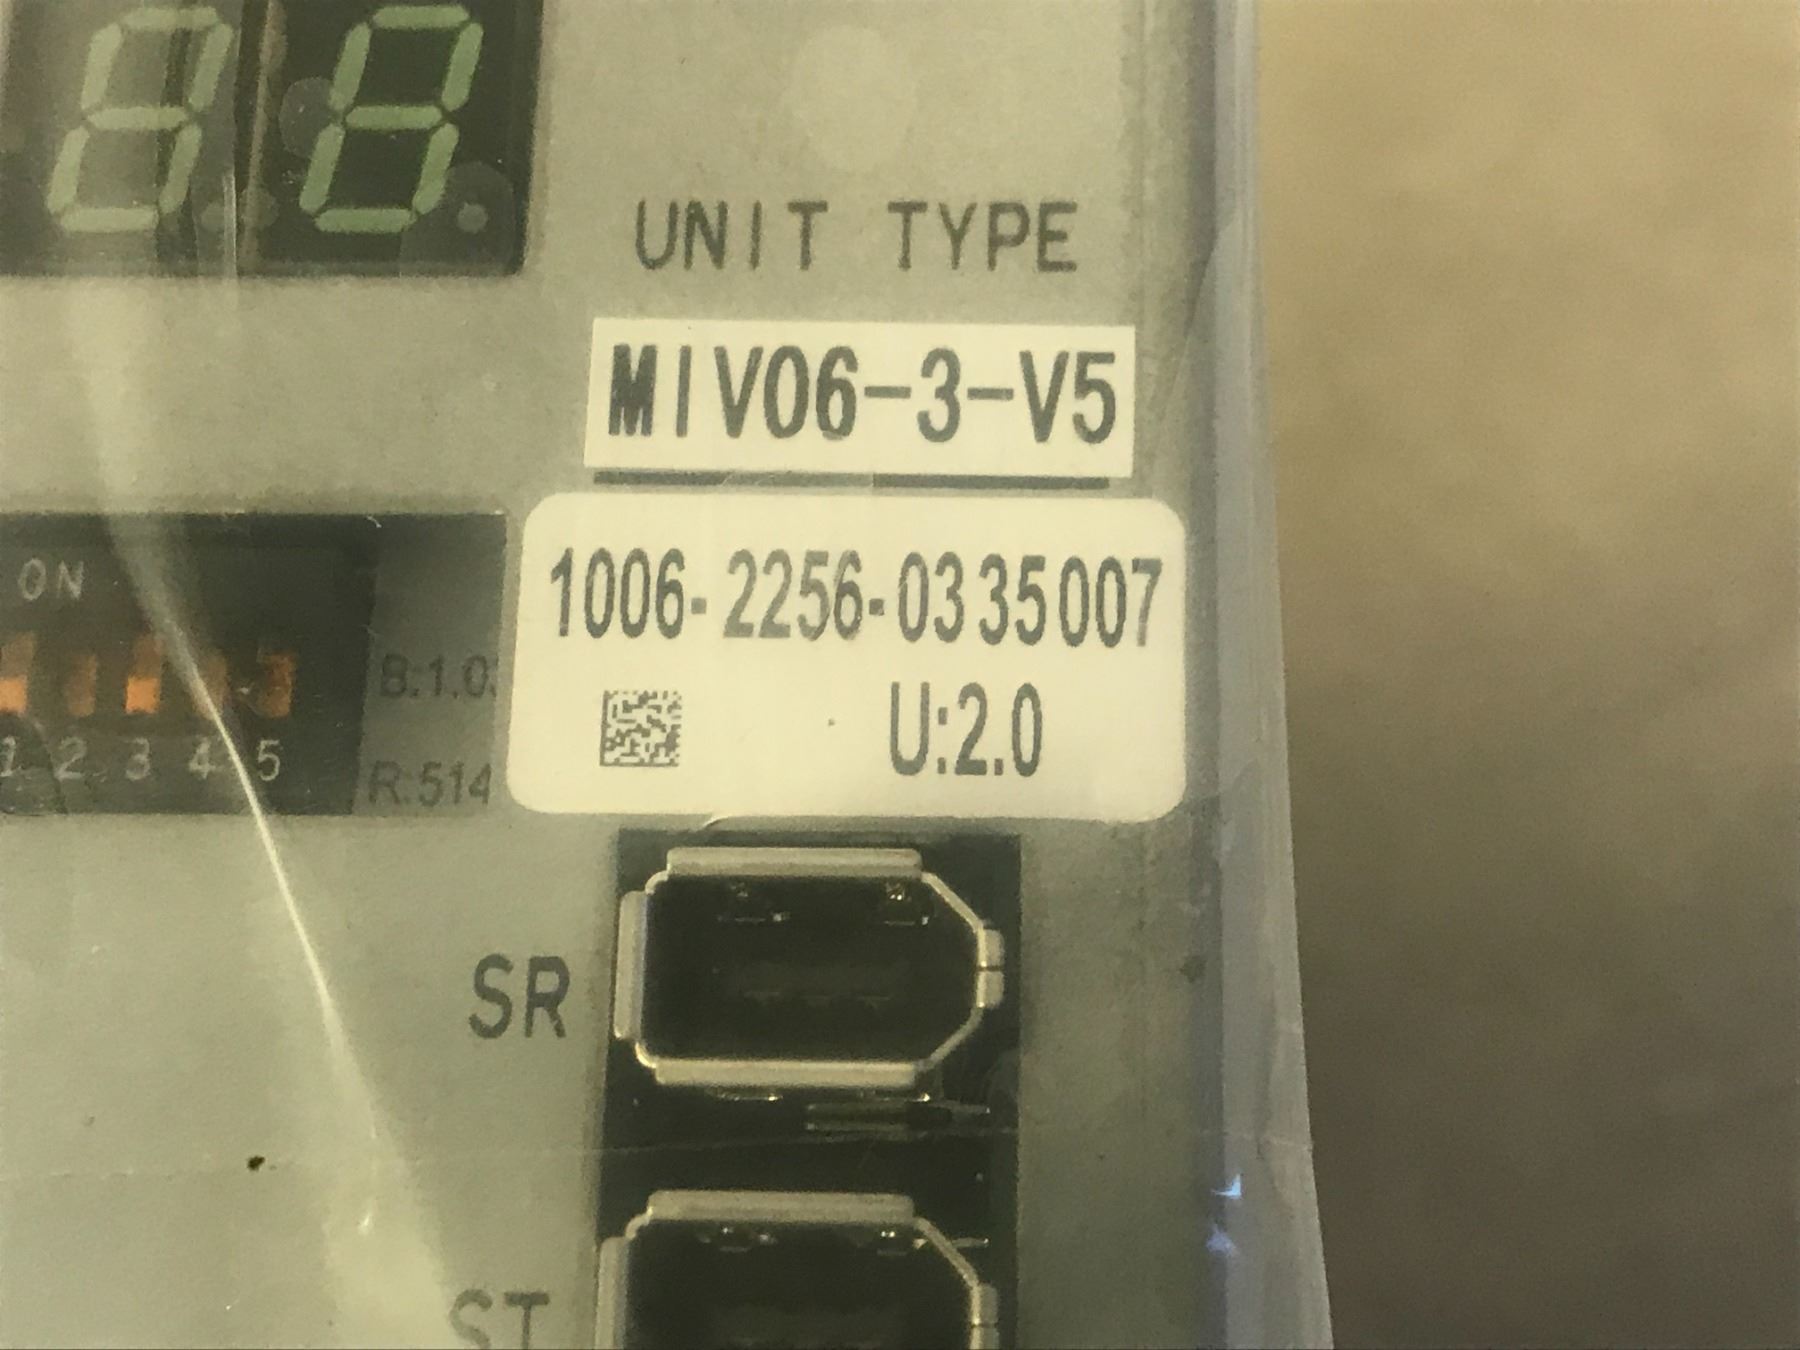 UNIT TYPE
MIV06-3-V5
1006-2256-0335007
U:2.0
ON
B:1.0
1 2 3 4 5
R:514
SR
ST